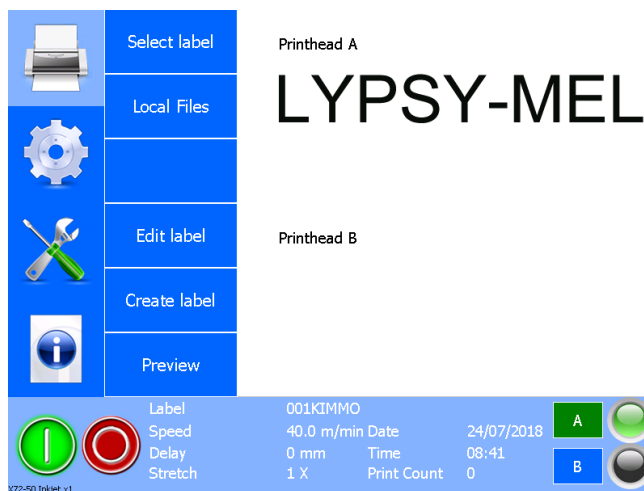 Select label
Local Files
Edit label
Create label
Preview
Printhead A
LYPSY-MEL
Printhead B
Label 001KIMMO
Speed 40.0 m/min Date 24/07/2018
Delay 0 mm Time 08:41
Stretch 1 X Print Count 0
A
B
X72-50 Inkjet v1